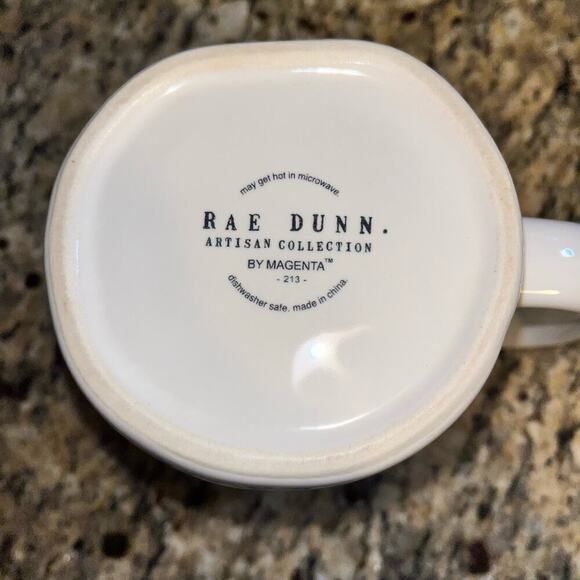 may get hot in microwave.
RAE DUNN.
ARTISAN COLLECTION
BY MAGENTA™
- 213 -
dishwasher safe. made in china.